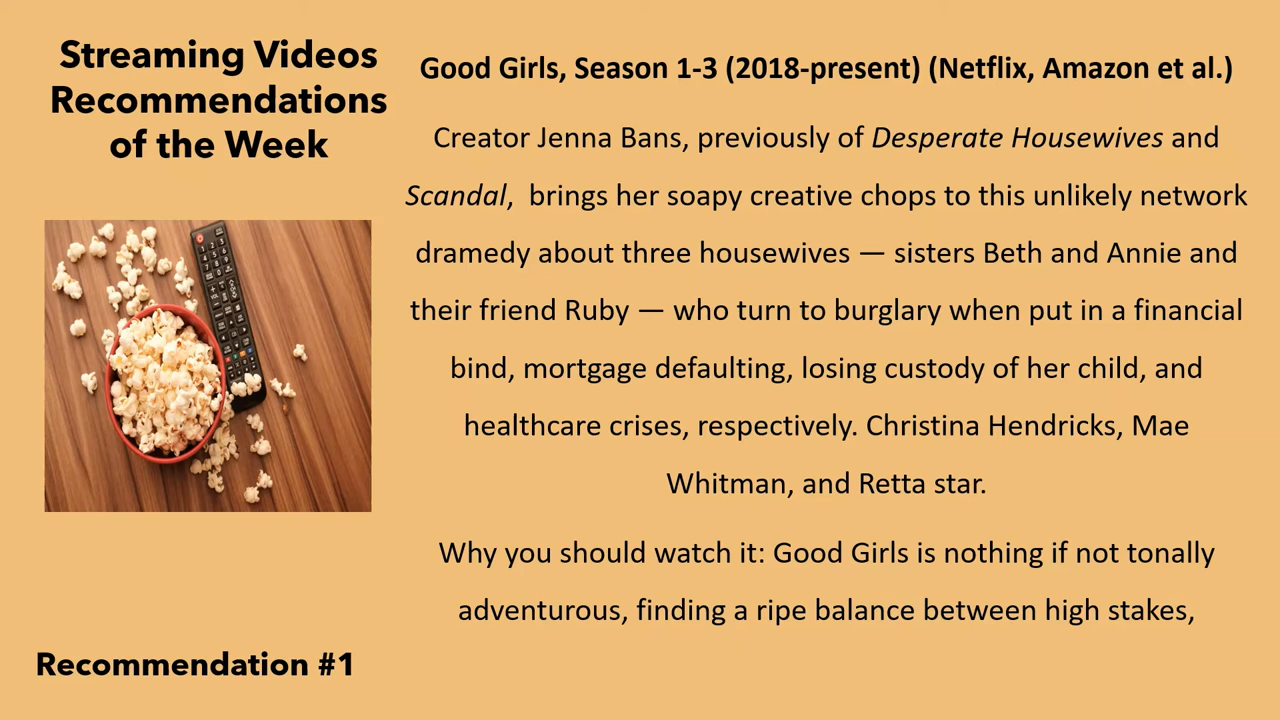 Streaming Videos
Recommendations
of the Week
Good Girls, Season 1-3 (2018-present) (Netflix, Amazon et al.)
Creator Jenna Bans, previously of Desperate Housewives and
Scandal,  brings her soapy creative chops to this unlikely network
dramedy about three housewives — sisters Beth and Annie and
their friend Ruby — who turn to burglary when put in a financial
bind, mortgage defaulting, losing custody of her child, and
healthcare crises, respectively. Christina Hendricks, Mae
Whitman, and Retta star.
Why you should watch it: Good Girls is nothing if not tonally
adventurous, finding a ripe balance between high stakes,
Recommendation #1